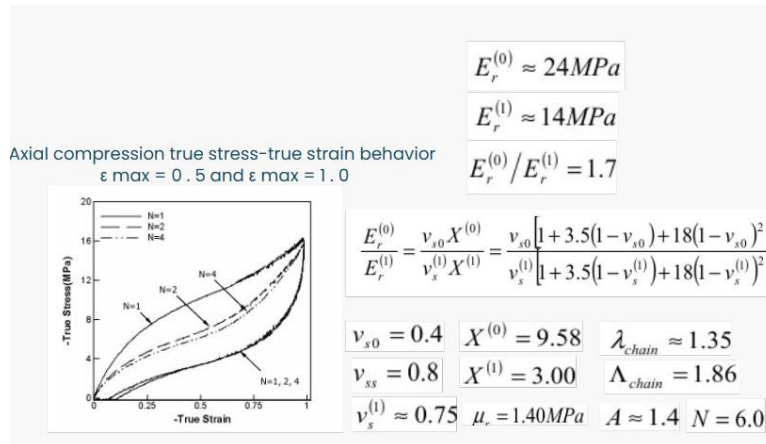 E_r^(0) ≈ 24MPa
E_r^(1) ≈ 14MPa
E_r^(0)/E_r^(1) = 1.7
Axial compression true stress-true strain behavior
ε max = 0 . 5 and ε max = 1 . 0
20
16
12
8
4
0
-True Stress(MPa)
N=1
N=2
N=4
N=1
N=2
N=4
N=1, 2, 4
0
0.25
0.5
0.75
1
-True Strain
E_r^(0)/E_r^(1) = v_s0 X^(0)/v_s^(1) X^(1) = v_s0[1+3.5(1−v_s0)+18(1−v_s0)^2/v_s^(1)[1+3.5(1−v_s^(1))+18(1−v_s^(1))^2
v_s0 = 0.4 X^(0) = 9.58 λ_chain ≈ 1.35
v_ss = 0.8 X^(1) = 3.00 Λ_chain = 1.86
v_s^(1) ≈ 0.75 μ_r = 1.40MPa A ≈ 1.4 N = 6.0